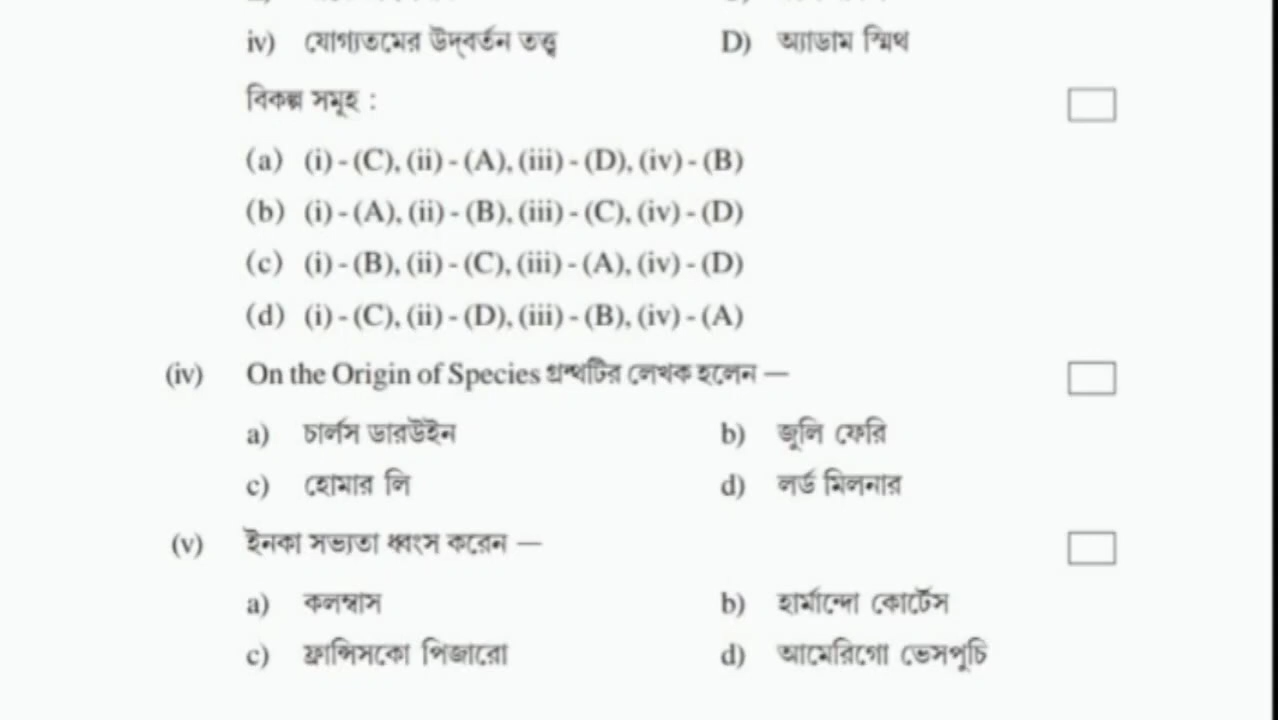 iv) যোগ্যতমের উদ্‌বর্তন তত্ত্ব D) অ্যাডাম স্মিথ
বিকল্প সমূহ :
(a) (i) - (C), (ii) - (A), (iii) - (D), (iv) - (B)
(b) (i) - (A), (ii) - (B), (iii) - (C), (iv) - (D)
(c) (i) - (B), (ii) - (C), (iii) - (A), (iv) - (D)
(d) (i) - (C), (ii) - (D), (iii) - (B), (iv) - (A)
(iv) On the Origin of Species গ্রন্থটির লেখক হলেন —
a) চার্লস ডারউইন b) জুলি ফেরি
c) হোমার লি d) লর্ড মিলনার
(v) ইনকা সভ্যতা ধ্বংস করেন —
a) কলম্বাস b) হার্মান্দো কোর্টেস
c) ফ্রান্সিসকো পিজারো d) আমেরিগো ভেসপুচি